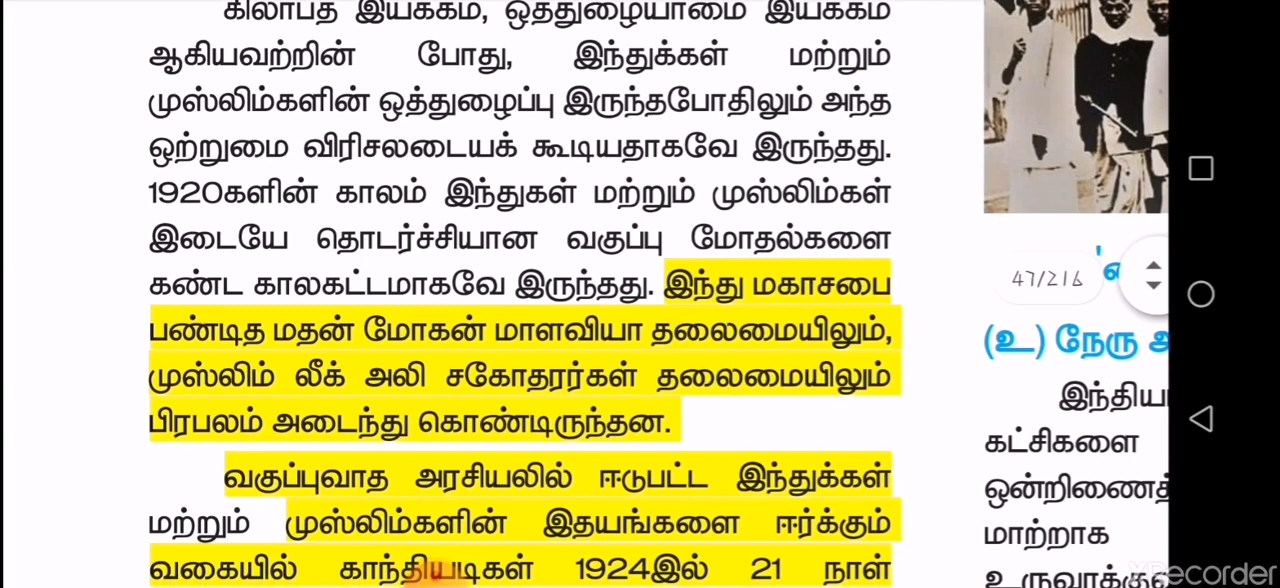 கிலாபத் இயக்கம், ஒத்துழையாமை இயக்கம்
ஆகியவற்றின் போது, இந்துக்கள் மற்றும்
முஸ்லிம்களின் ஒத்துழைப்பு இருந்தபோதிலும் அந்த
ஒற்றுமை விரிசலடையக் கூடியதாகவே இருந்தது.
1920களின் காலம் இந்துகள் மற்றும் முஸ்லிம்கள்
இடையே தொடர்ச்சியான வகுப்பு மோதல்களை
கண்ட காலகட்டமாகவே இருந்தது. இந்து மகாசபை
பண்டித மதன் மோகன் மாளவியா தலைமையிலும்,
முஸ்லிம் லீக் அலி சகோதரர்கள் தலைமையிலும்
பிரபலம் அடைந்து கொண்டிருந்தன.
வகுப்புவாத அரசியலில் ஈடுபட்ட இந்துக்கள்
மற்றும் முஸ்லிம்களின் இதயங்களை ஈர்க்கும்
வகையில் காந்தியடிகள் 1924இல் 21 நாள்
47/216
(உ) நேரு
கட்சிகளை
மாற்றாக
XRecorder